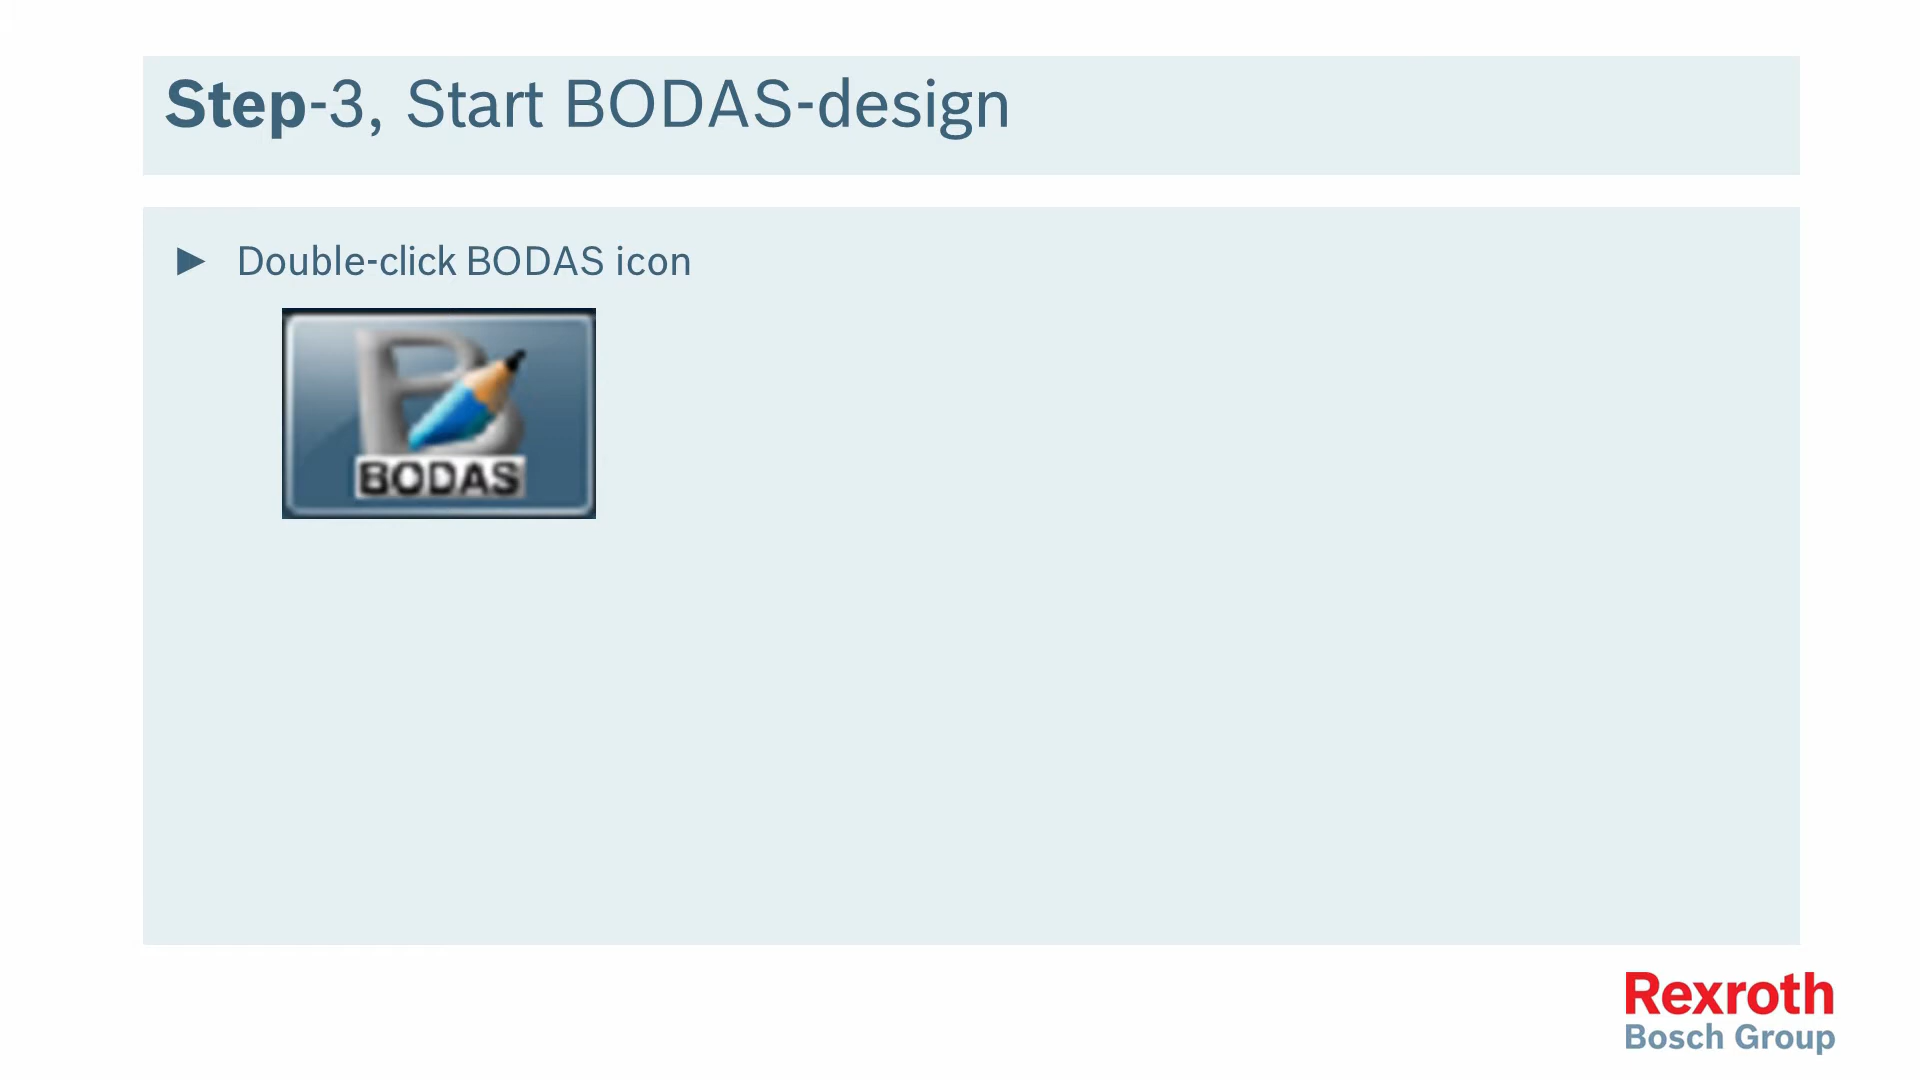 Step-3, Start BODAS-design
► Double-click BODAS icon
BODAS
Rexroth
Bosch Group